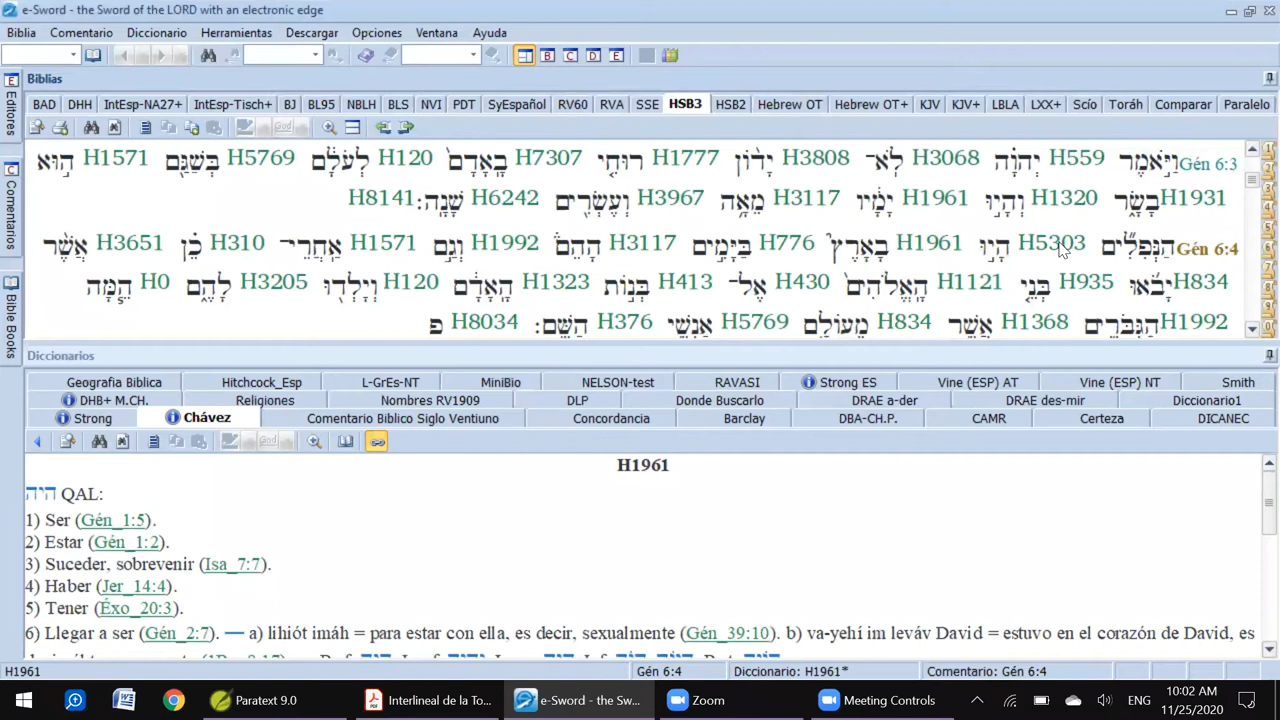 e-Sword - the Sword of the LORD with an electronic edge
Biblia Comentario Diccionario Herramientas Descargar Opciones Ventana Ayuda
B C D E
Biblias
BAD DHH IntEsp-NA27+ IntEsp-Tisch+ BJ BL95 NBLH BLS NVI PDT SyEspañol RV60 RVA SSE HSB3 HSB2 Hebrew OT Hebrew OT+ KJV KJV+ LBLA LXX+ Scío Toráh Comparar Paralelo
Editores
Comentarios
Bible Books
Gén 6:3 וַיֹּ֣אמֶר H559 יְהוָ֗ה H3068 לֹֽא־ H3808 יָד֨וֹן H1777 רוּחִ֤י H7307 בָֽאָדָם֙ H120 לְעֹלָ֔ם H5769 בְּשַׁגַּ֖ם H1571 ה֣וּא
H1931 בָשָׂ֑ר H1320 וְהָי֣וּ H1961 יָמָ֔יו H3117 מֵאָ֥ה H3967 וְעֶשְׂרִ֖ים H6242 שָׁנָֽה׃ H8141
Gén 6:4 הַנְּפִלִ֞ים H5303 הָי֣וּ H1961 בָאָרֶץ֮ H776 בַּיָּמִ֣ים H3117 הָהֵם֒ H1992 וְגַ֣ם H1571 אַֽחֲרֵי־ H310 כֵ֗ן H3651 אֲשֶׁ֨ר
H834 יָבֹ֜אוּ H935 בְּנֵ֤י H1121 הָֽאֱלֹהִים֙ H430 אֶל־ H413 בְּנ֣וֹת H1323 הָֽאָדָ֔ם H120 וְיָלְד֖וּ H3205 לָהֶ֑ם H0 הֵ֧מָּה
H1992 הַגִּבֹּרִ֛ים H1368 אֲשֶׁ֥ר H834 מֵעוֹלָ֖ם H5769 אַנְשֵׁ֥י H376 הַשֵּֽׁם׃ H8034 פ
Diccionarios
Geografia Biblica Hitchcock_Esp L-GrEs-NT MiniBio NELSON-test RAVASI Strong ES Vine (ESP) AT Vine (ESP) NT Smith
DHB+ M.CH. Religiones Nombres RV1909 DLP Donde Buscarlo DRAE a-der DRAE des-mir Diccionario1
Strong Chávez Comentario Biblico Siglo Ventiuno Concordancia Barclay DBA-CH.P. CAMR Certeza DICANEC
H1961
היה QAL:
1) Ser (Gén_1:5).
2) Estar (Gén_1:2).
3) Suceder, sobrevenir (Isa_7:7).
4) Haber (Jer_14:4).
5) Tener (Éxo_20:3).
6) Llegar a ser (Gén_2:7). — a) lihiót imáh = para estar con ella, es decir, sexualmente (Gén_39:10). b) va-yehí im leváv David = estuvo en el corazón de David, es
H1961 Gén 6:4 Diccionario: H1961* Comentario: Gén 6:4
Paratext 9.0 Interlineal de la To... e-Sword - the Sw... Zoom Meeting Controls ENG 10:02 AM
11/25/2020